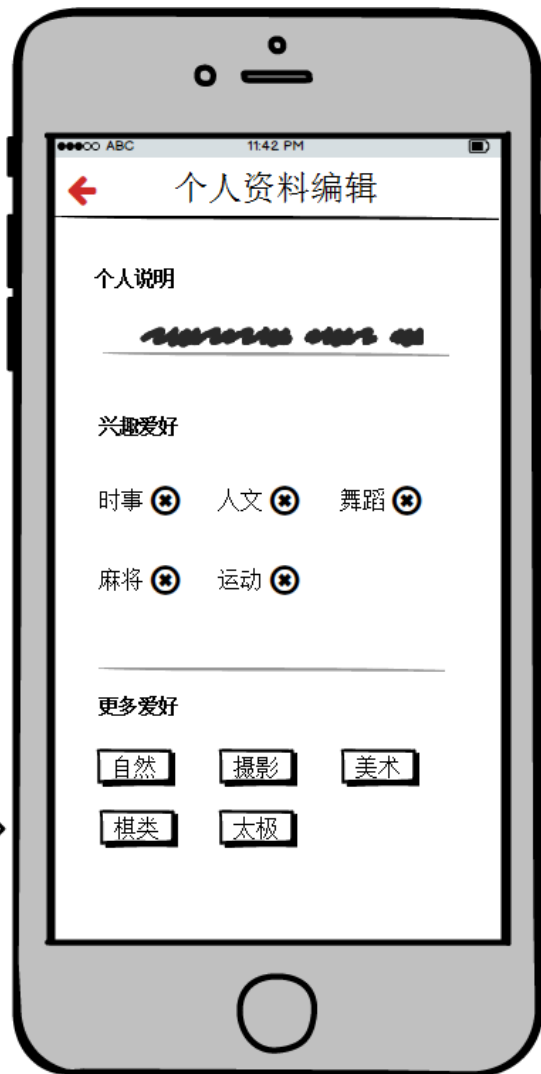 ABC 11:42 PM
个人资料编辑
个人说明
兴趣爱好
时事 人文 舞蹈
麻将 运动
更多爱好
自然 摄影 美术
棋类 太极